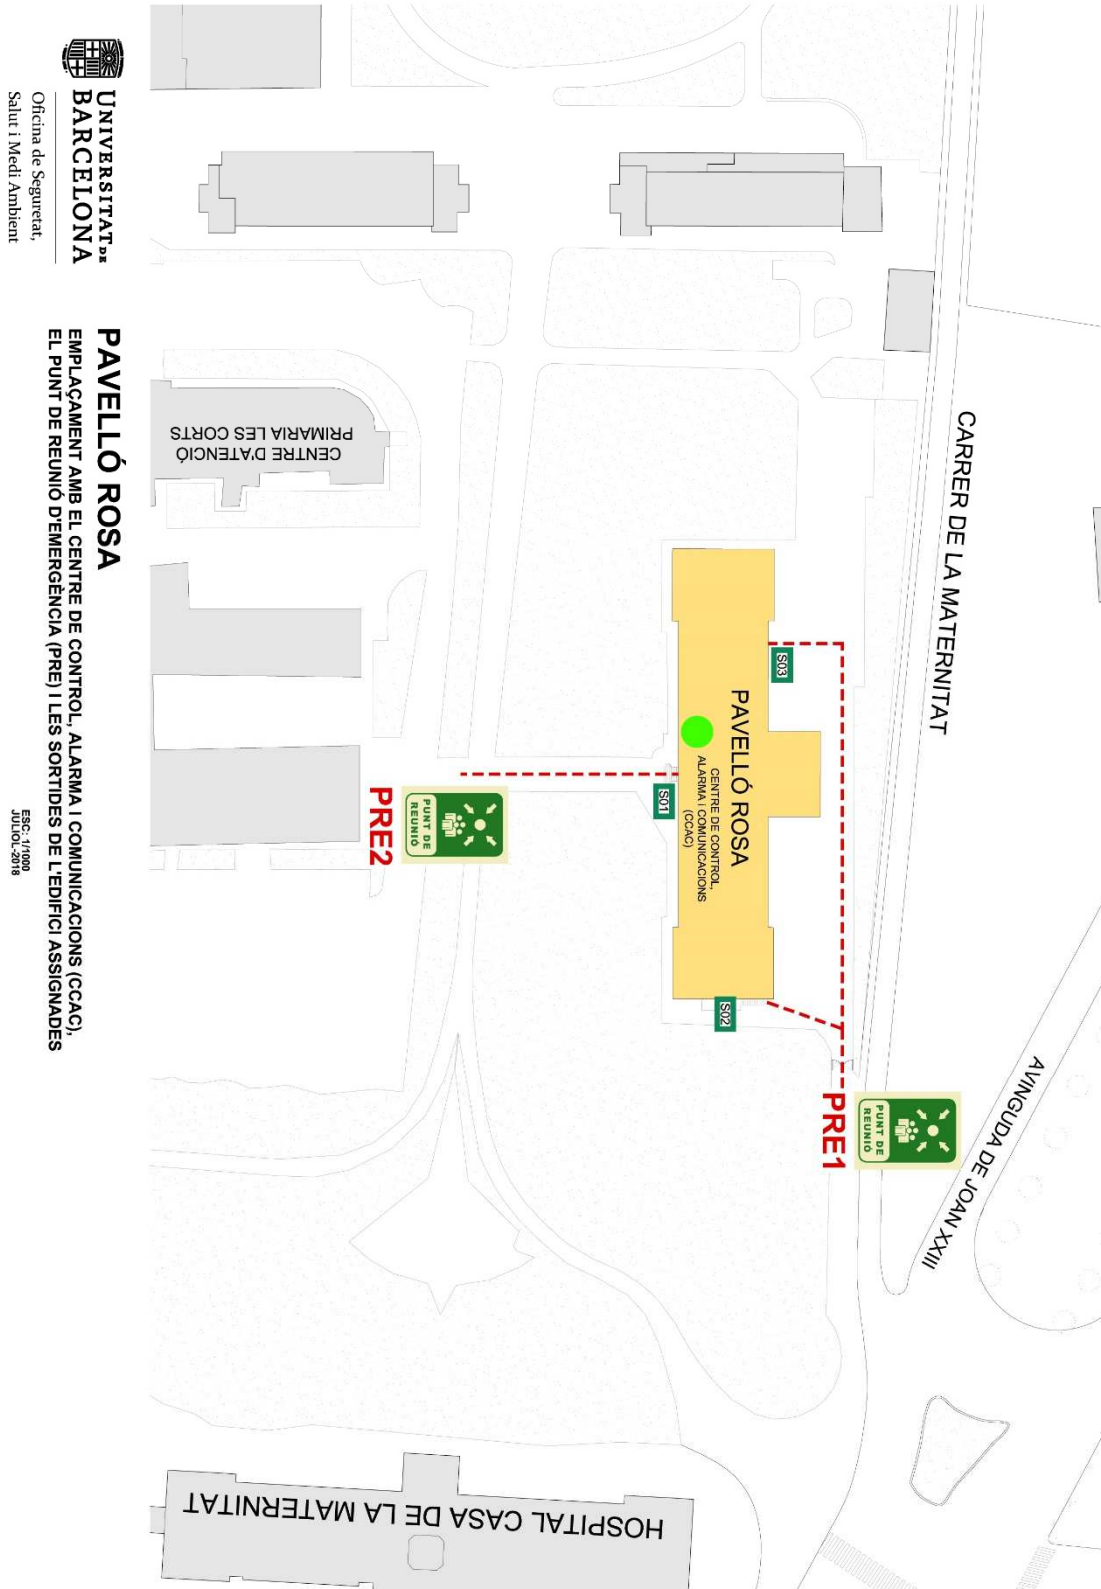 CARRER DE LA MATERNITAT
AVINGUDA DE JOAN XXIII
PUNT DE
REUNIÓ
PRE1
S03
S02
S01
PAVELLÓ ROSA
CENTRE DE CONTROL,
ALARMA I COMUNICACIONS
(CCAC)
PUNT DE
REUNIÓ
PRE2
CENTRE D'ATENCIÓ
PRIMARIA LES CORTS
HOSPITAL CASA DE LA MATERNITAT
UNIVERSITAT DE
BARCELONA
Oficina de Seguretat,
Salut i Medi Ambient
PAVELLÓ ROSA
EMPLAÇAMENT AMB EL CENTRE DE CONTROL, ALARMA I COMUNICACIONS (CCAC),
EL PUNT DE REUNIÓ D'EMERGÈNCIA (PRE) I LES SORTIDES DE L'EDIFICI ASSIGNADES
ESC: 1/1000
JULIOL-2018